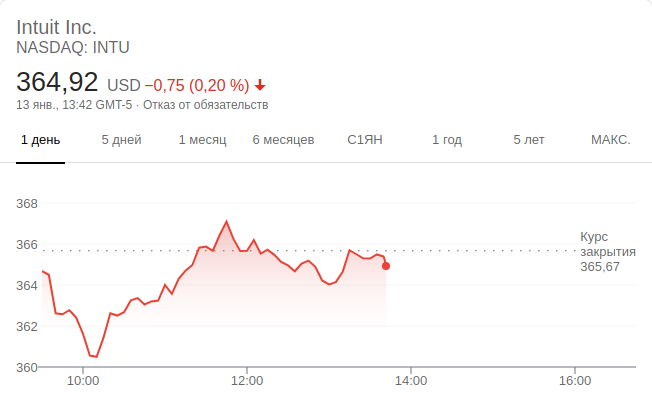 Intuit Inc.
NASDAQ: INTU
364,92 USD −0,75 (0,20 %)
13 янв., 13:42 GMT-5 · Отказ от обязательств
1 день 5 дней 1 месяц 6 месяцев С1ЯН 1 год 5 лет МАКС.
368
366
364
362
360
Курс
закрытия
365,67
10:00 12:00 14:00 16:00